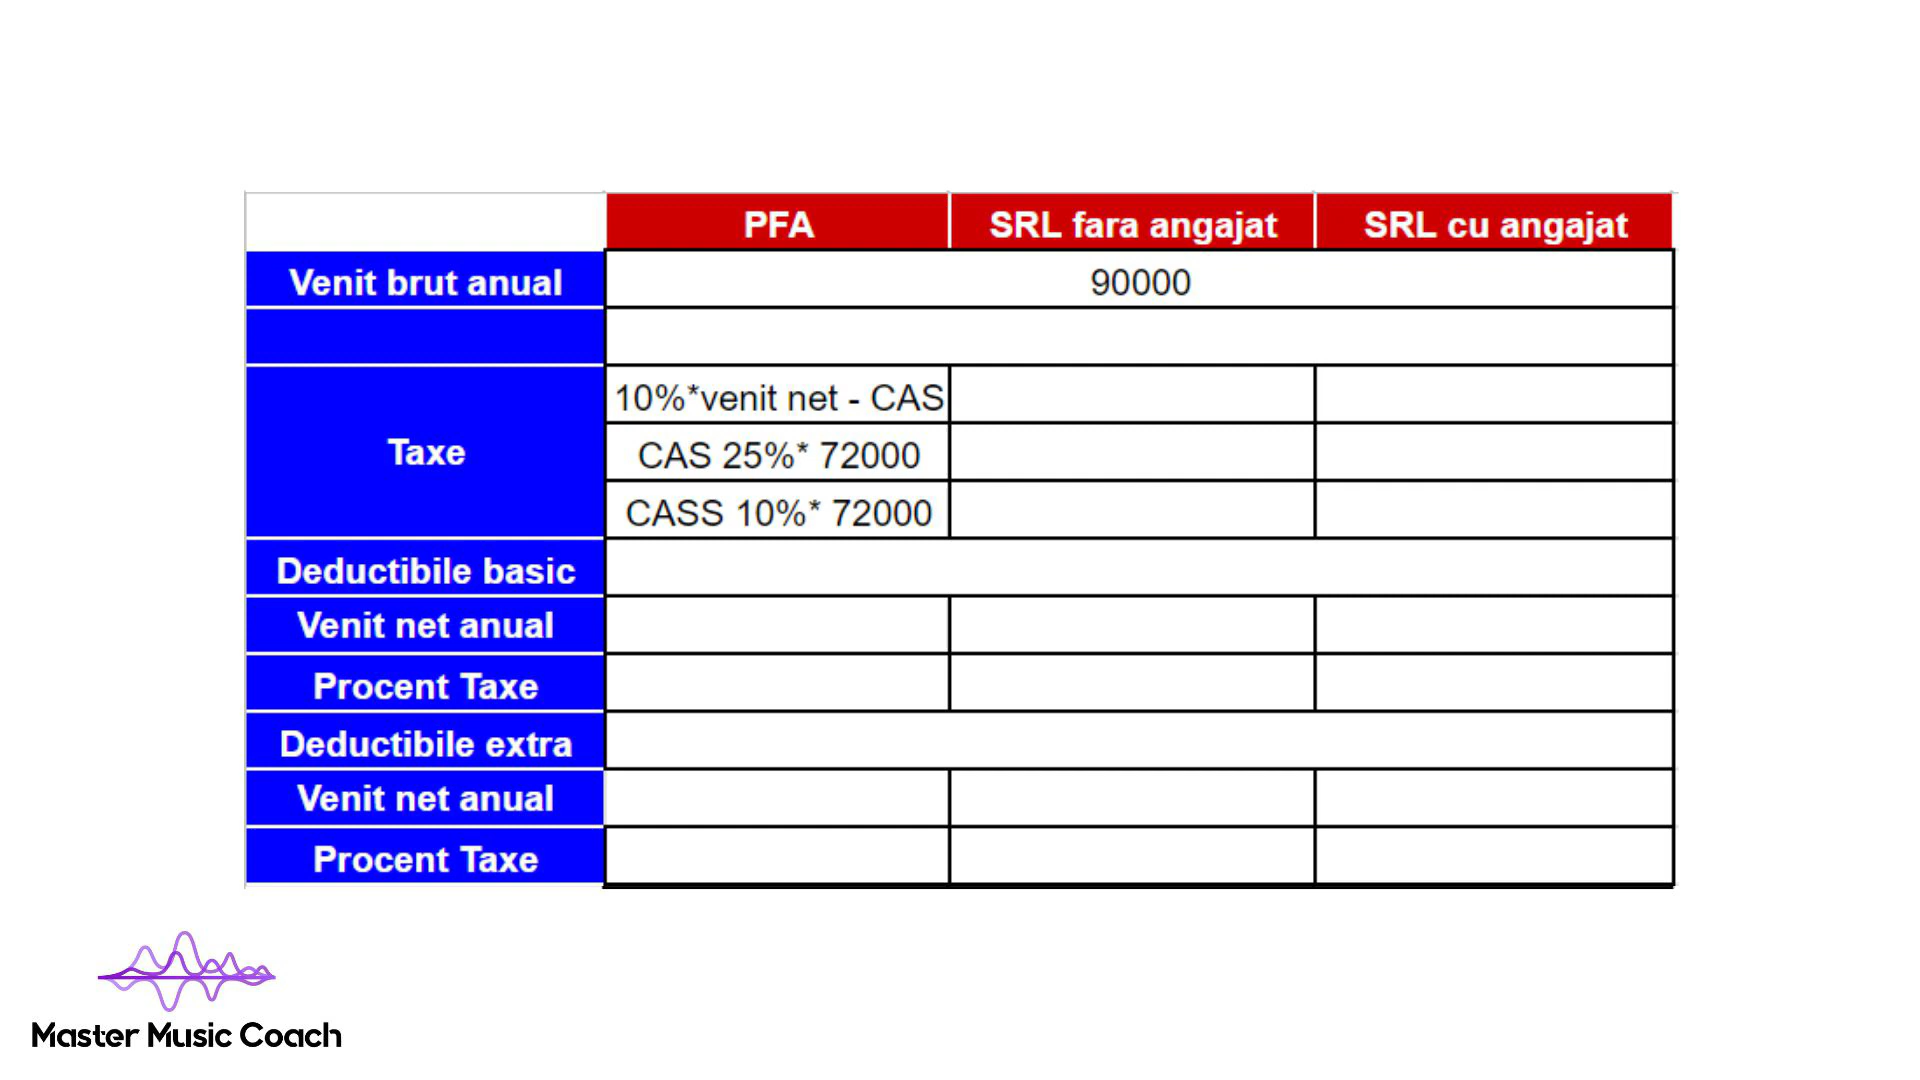 PFA SRL fara angajat SRL cu angajat
Venit brut anual 90000
Taxe
10%*venit net - CAS
CAS 25%* 72000
CASS 10%* 72000
Deductibile basic
Venit net anual
Procent Taxe
Deductibile extra
Venit net anual
Procent Taxe
Master Music Coach